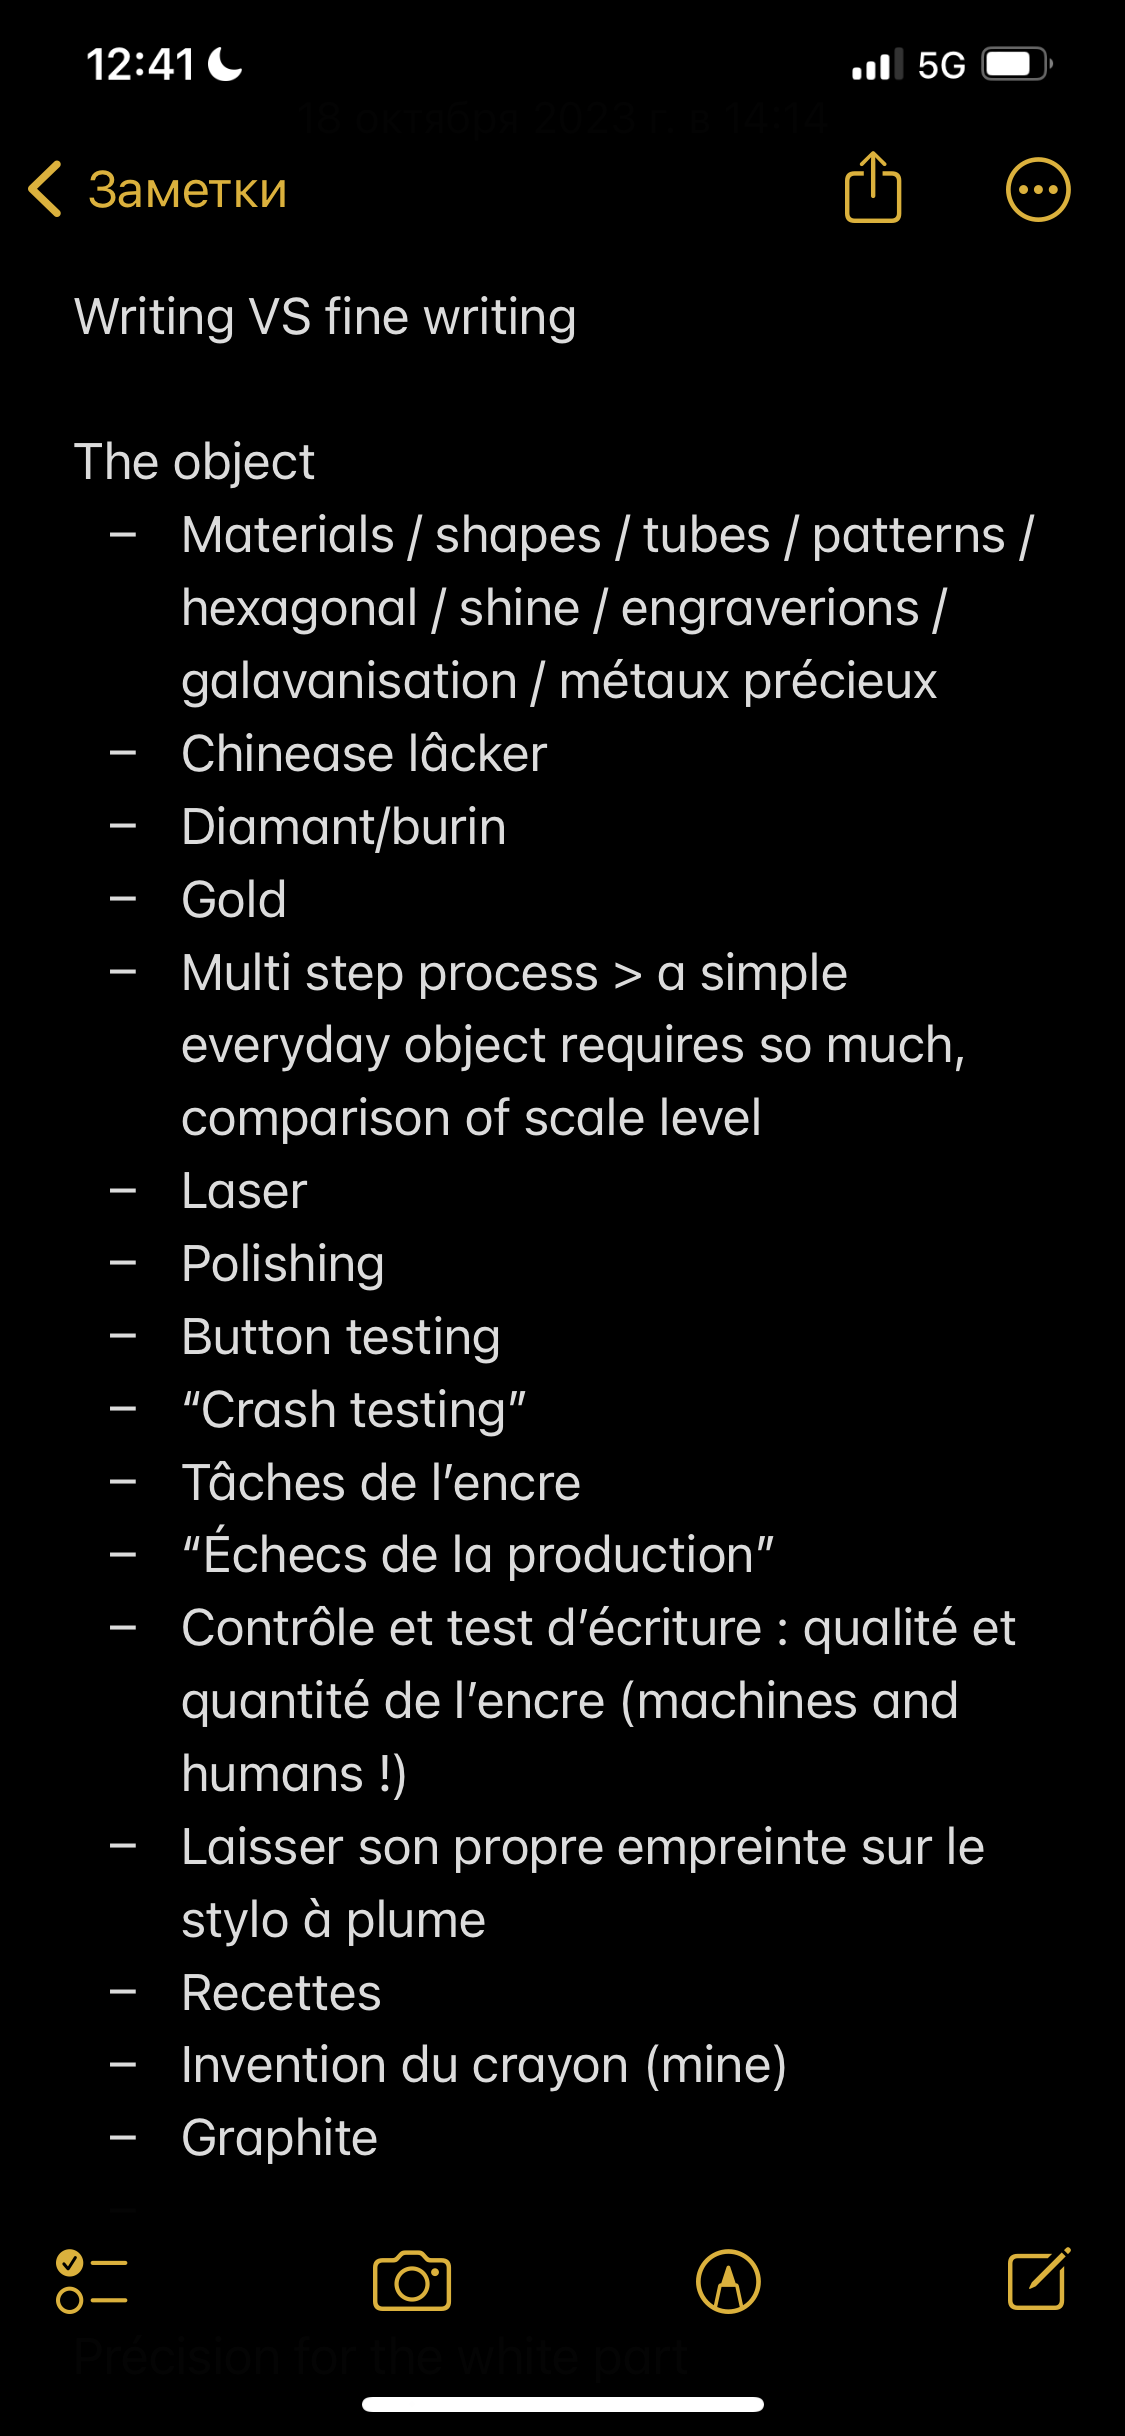 12:41
5G
18 октября 2023 г. в 14:14
Заметки
Writing VS fine writing
The object
– Materials / shapes / tubes / patterns /
hexagonal / shine / engraverions /
galavanisation / métaux précieux
– Chinease lâcker
– Diamant/burin
– Gold
– Multi step process > a simple
everyday object requires so much,
comparison of scale level
– Laser
– Polishing
– Button testing
– “Crash testing”
– Tâches de l’encre
– “Échecs de la production”
– Contrôle et test d’écriture : qualité et
quantité de l’encre (machines and
humans !)
– Laisser son propre empreinte sur le
stylo à plume
– Recettes
– Invention du crayon (mine)
– Graphite
–
Précision for the white part